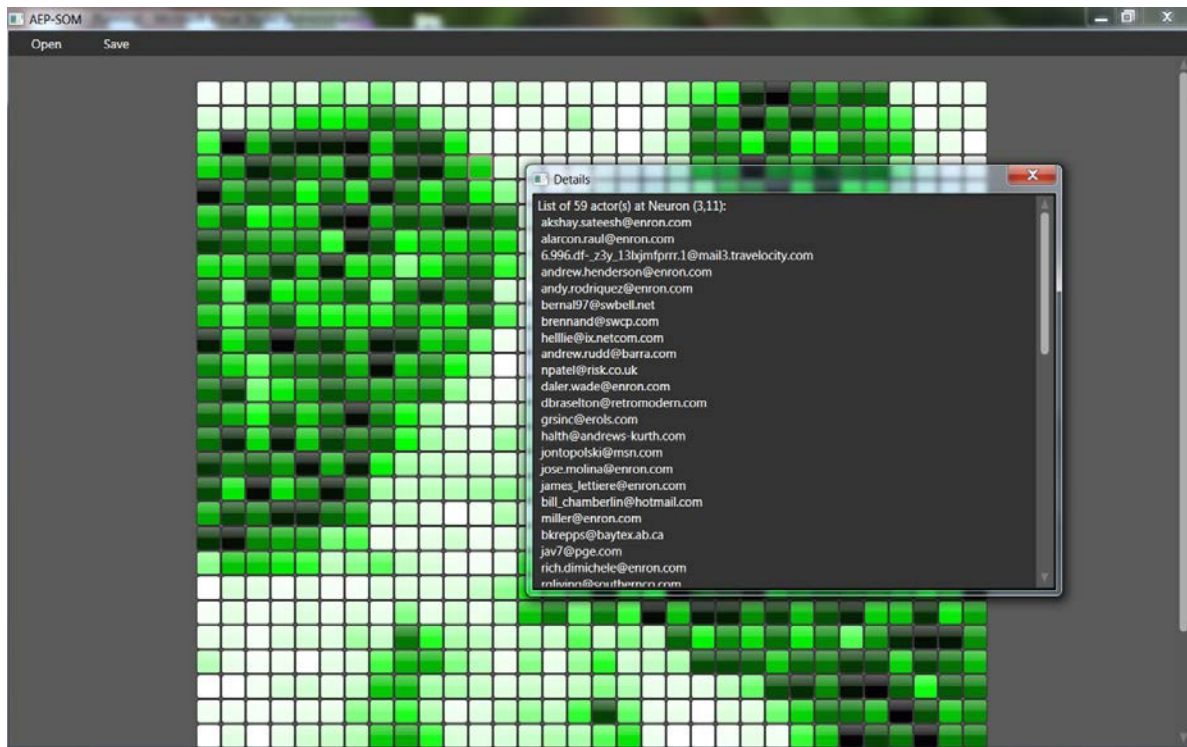 AEP-SOM
Open Save
Details
List of 59 actor(s) at Neuron (3,11):
akshay.sateesh@enron.com
alarcon.raul@enron.com
6.996.df-_z3y_13lxjmfprrr.1@mail3.travelocity.com
andrew.henderson@enron.com
andy.rodriquez@enron.com
bernal97@swbell.net
brennand@swcp.com
helllie@ix.netcom.com
andrew.rudd@barra.com
npatel@risk.co.uk
daler.wade@enron.com
dbraselton@retromodern.com
grsinc@erols.com
halth@andrews-kurth.com
jontopolski@msn.com
jose.molina@enron.com
james_lettiere@enron.com
bill_chamberlin@hotmail.com
miller@enron.com
bkrepps@baytex.ab.ca
jav7@pge.com
rich.dimichele@enron.com